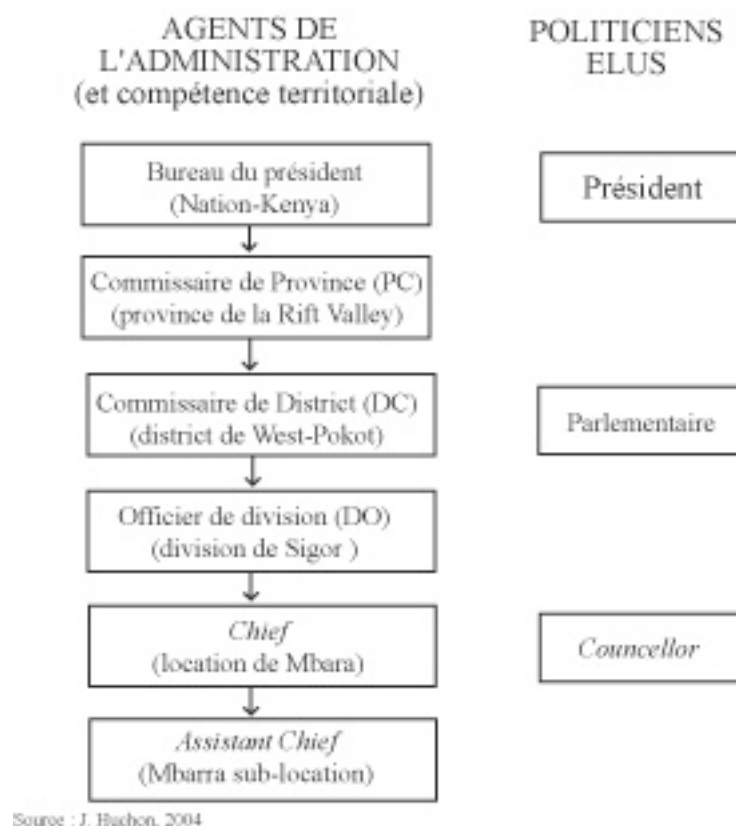 AGENTS DE
L'ADMINISTRATION
(et compétence territoriale)
Bureau du président
(Nation-Kenya)
Commissaire de Province (PC)
(province de la Rift Valley)
Commissaire de District (DC)
(district de West-Pokot)
Officier de division (DO)
(division de Sigor )
Chief
(location de Mbara)
Assistant Chief
(Mbarra sub-location)
POLITICIENS
ELUS
Président
Parlementaire
Councellor
Source : J. Huchon, 2004